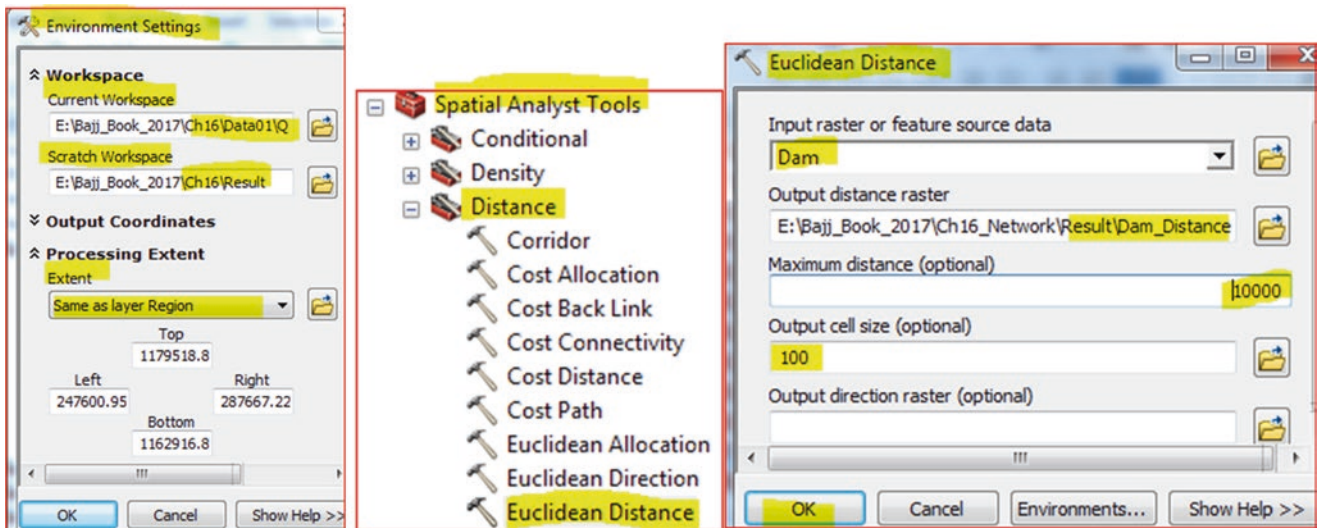 Environment Settings
Workspace
Current Workspace
E:\Bajj_Book_2017\Ch16\Data01\Q
Scratch Workspace
E:\Bajj_Book_2017\Ch16\Result
Output Coordinates
Processing Extent
Extent
Same as layer Region
Top
1179518.8
Left
Right
247600.95
287667.22
Bottom
1162916.8
OK
Cancel
Show Help >>
Spatial Analyst Tools
Conditional
Density
Distance
Corridor
Cost Allocation
Cost Back Link
Cost Connectivity
Cost Distance
Cost Path
Euclidean Allocation
Euclidean Direction
Euclidean Distance
Euclidean Distance
Input raster or feature source data
Dam
Output distance raster
E:\Bajj_Book_2017\Ch16_Network\Result\Dam_Distance
Maximum distance (optional)
10000
Output cell size (optional)
100
Output direction raster (optional)
OK
Cancel
Environments...
Show Help >>